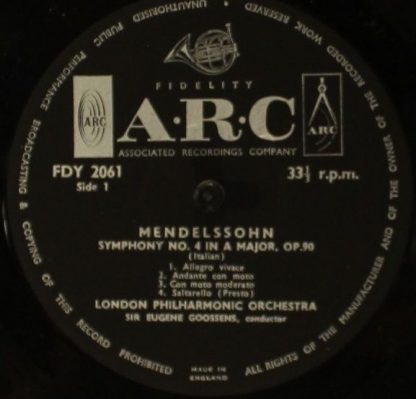 FIDELITY
A·R·C
ARC
ARC
ASSOCIATED RECORDINGS COMPANY
FDY 2061
33⅓ r.p.m.
Side 1
MENDELSSOHN
SYMPHONY NO. 4 IN A MAJOR, OP.90
(Italian)
1. Allegro vivace
2. Andante con moto
3. Con moto moderato
4. Saltarello (Presto)
LONDON PHILHARMONIC ORCHESTRA
SIR EUGENE GOOSSENS, conductor
MADE IN
ENGLAND
ALL RIGHTS OF THE MANUFACTURER AND OF THE OWNER OF THE RECORDED WORK RESERVED
UNAUTHORISED PUBLIC PERFORMANCE BROADCASTING & COPYING OF THIS RECORD PROHIBITED